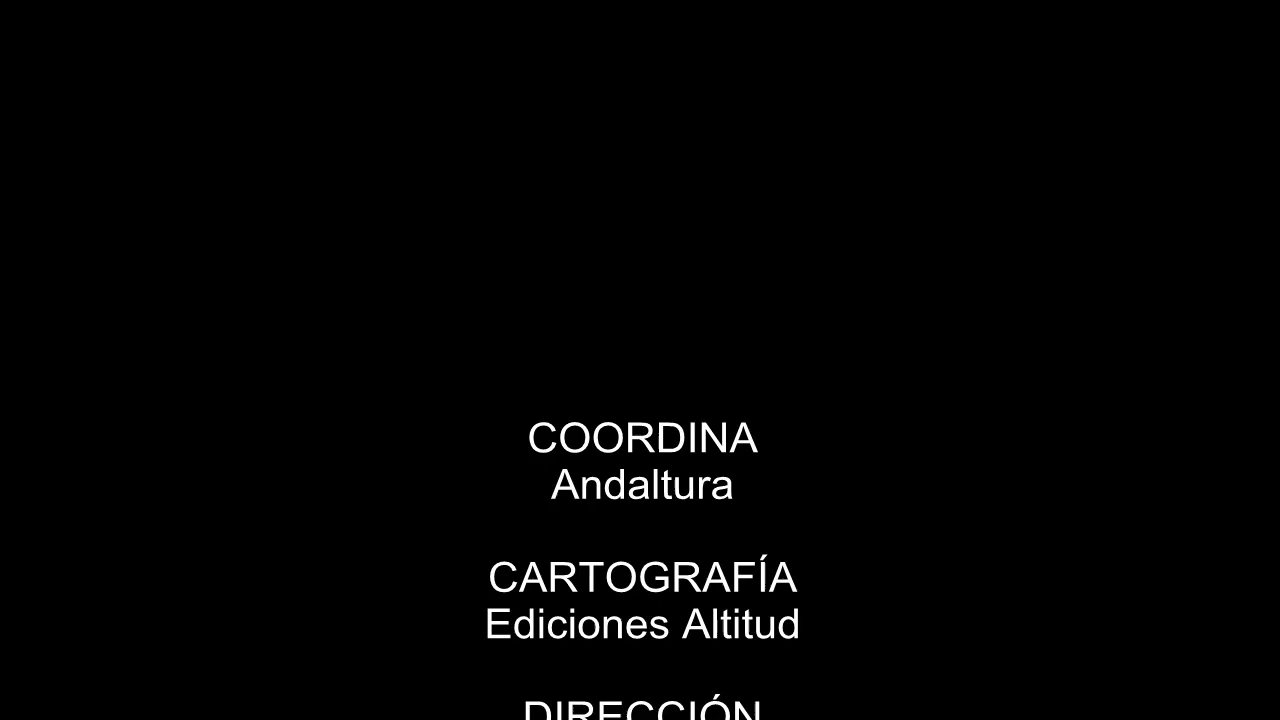 COORDINA
Andaltura
CARTOGRAFÍA
Ediciones Altitud
DIRECCIÓN